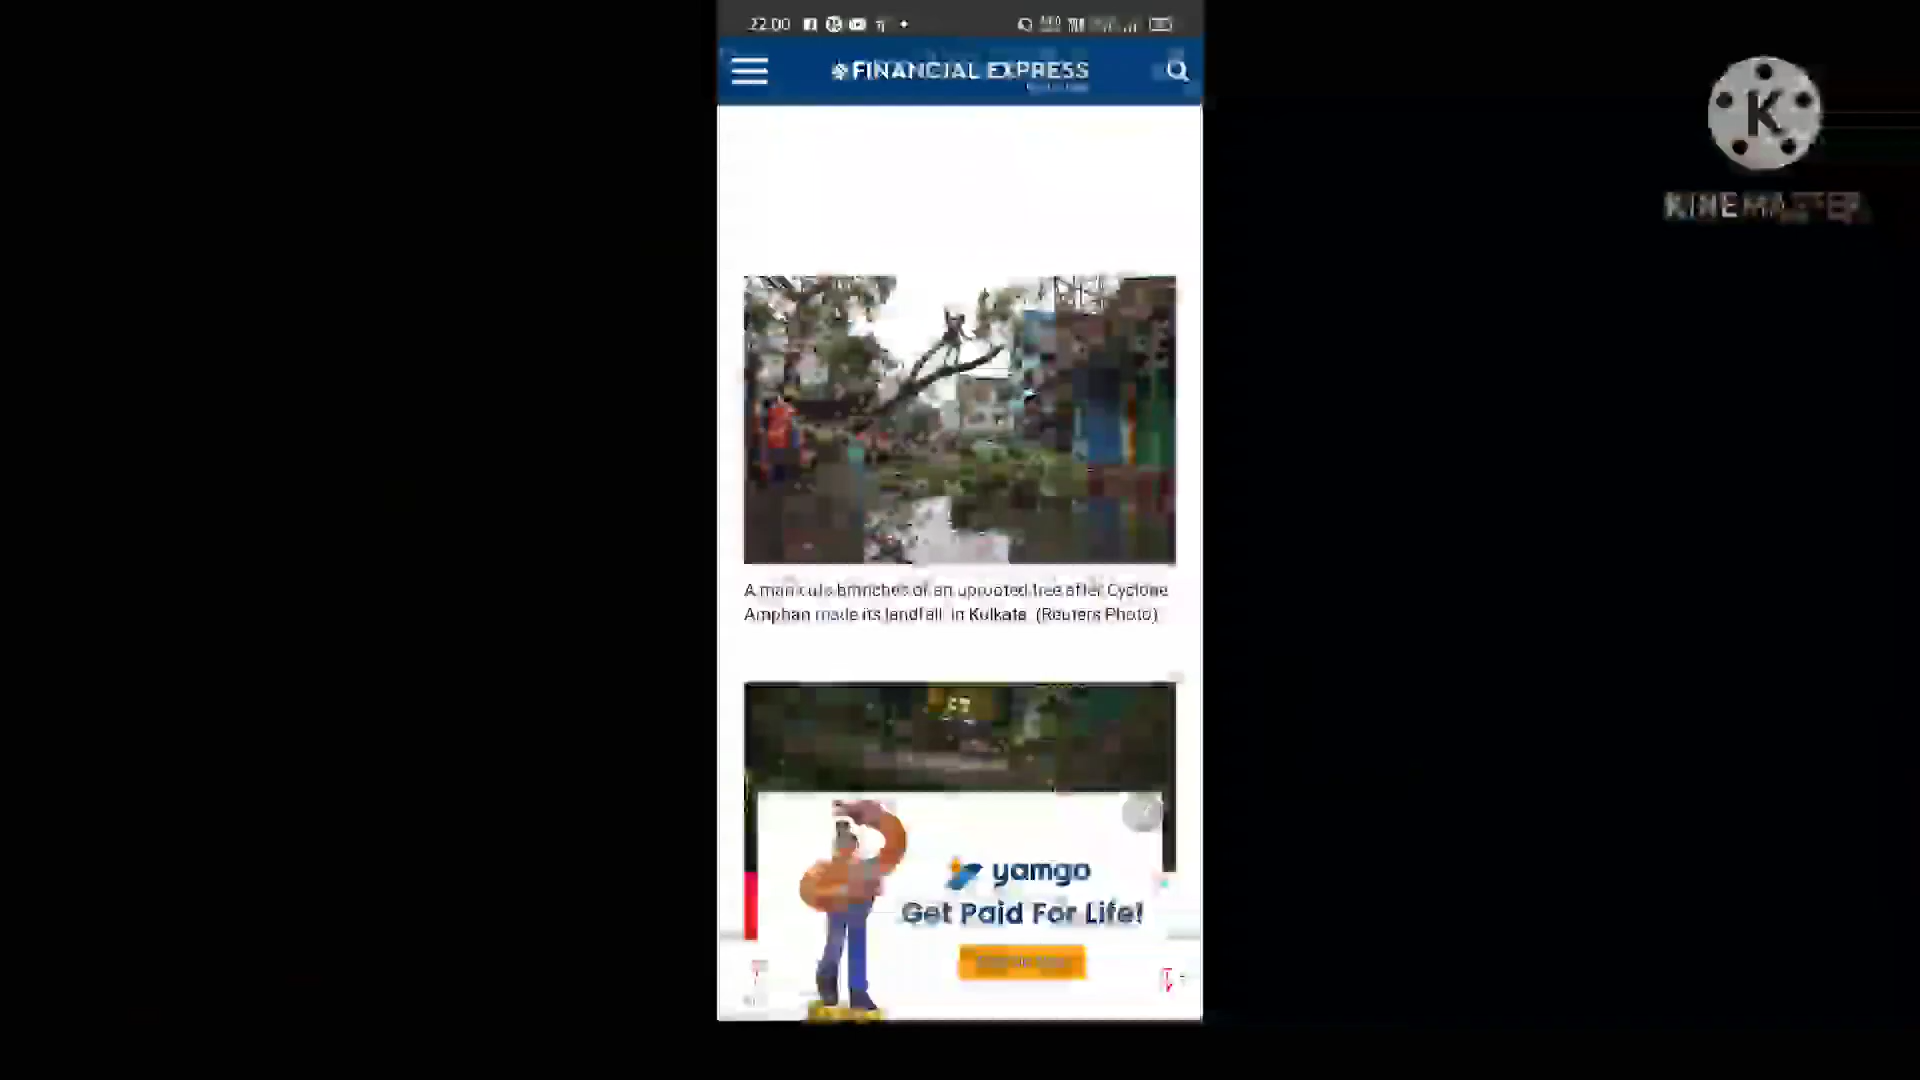 22:00
FINANCIAL EXPRESS
KINEMASTER
A man cuts branches of an uprooted tree after Cyclone
Amphan made its landfall, in Kolkata. (Reuters Photo)
yamgo
Get Paid For Life!